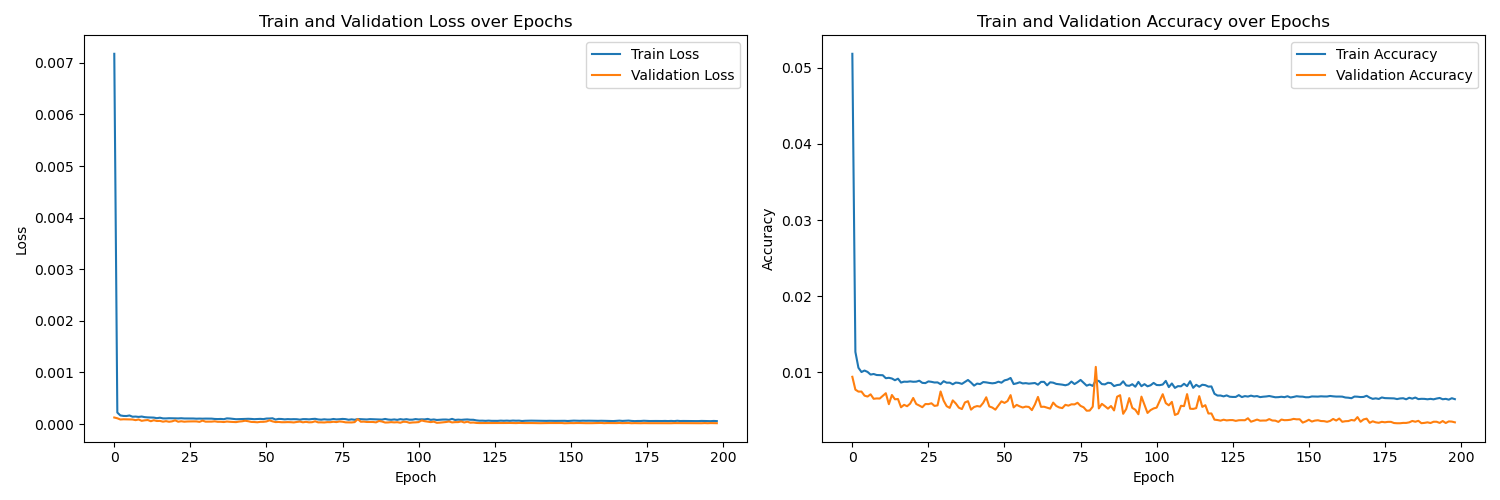 Train and Validation Loss over Epochs
Train Loss
Validation Loss
0.007
0.006
0.005
0.004
0.003
0.002
0.001
0.000
Loss
0 25 50 75 100 125 150 175 200
Epoch
Train and Validation Accuracy over Epochs
Train Accuracy
Validation Accuracy
0.05
0.04
0.03
0.02
0.01
Accuracy
0 25 50 75 100 125 150 175 200
Epoch